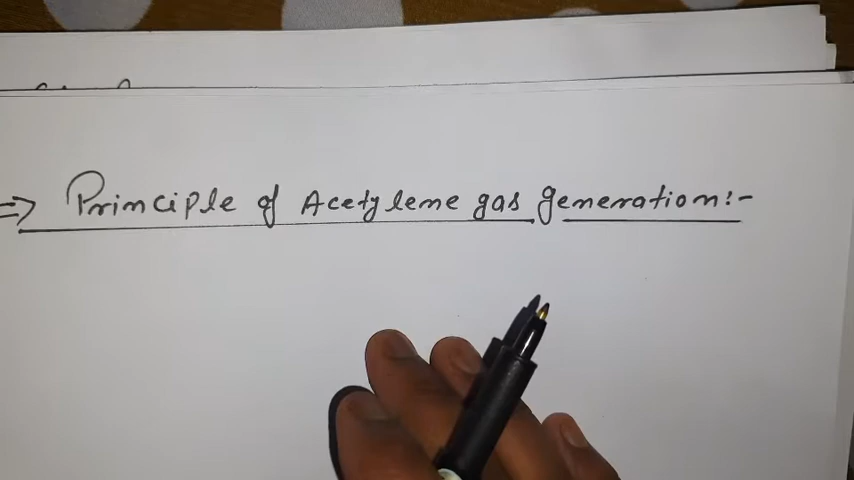 => Principle of Acetylene gas generation:-